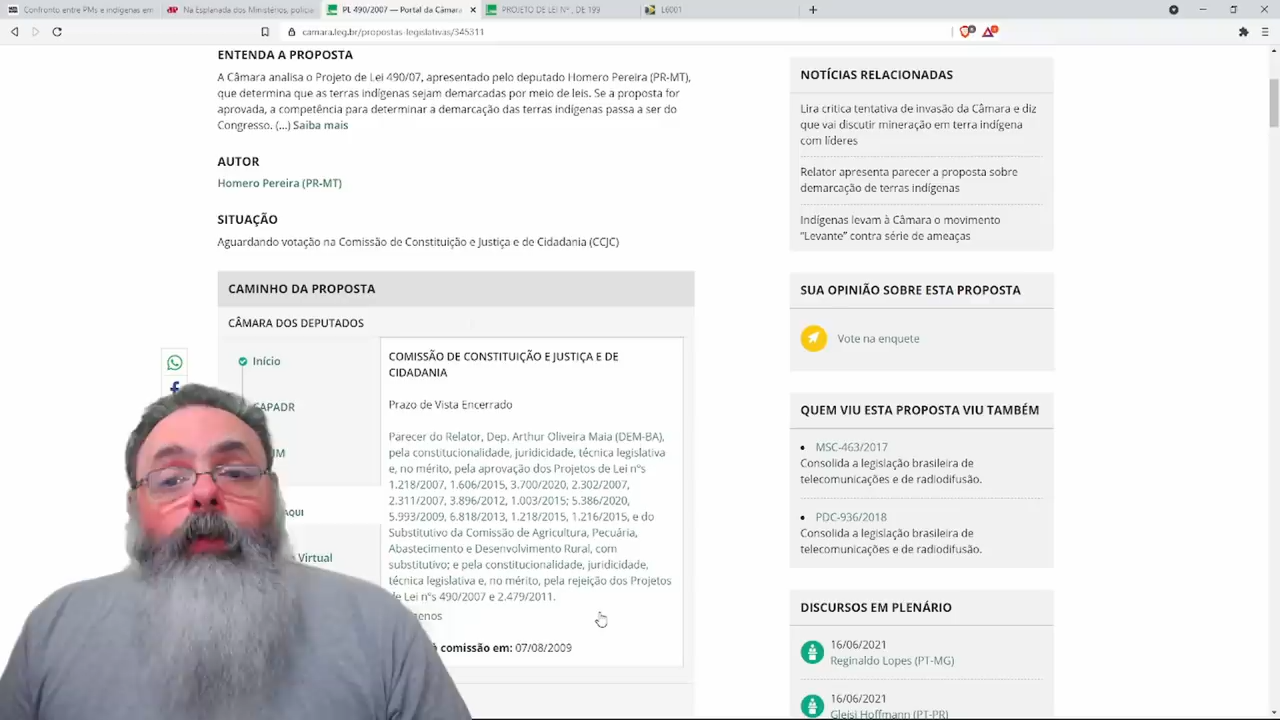 Confronto entre PMs e indígenas em
Na Esplanada dos Ministérios, políci
PL 490/2007 — Portal da Câmara
PROJETO DE LEI Nº , DE 199
L6001
camara.leg.br/propostas-legislativas/345311
ENTENDA A PROPOSTA
A Câmara analisa o Projeto de Lei 490/07, apresentado pelo deputado Homero Pereira (PR-MT),
que determina que as terras indígenas sejam demarcadas por meio de leis. Se a proposta for
aprovada, a competência para determinar a demarcação das terras indígenas passa a ser do
Congresso. (...) Saiba mais
AUTOR
Homero Pereira (PR-MT)
SITUAÇÃO
Aguardando votação na Comissão de Constituição e Justiça e de Cidadania (CCJC)
CAMINHO DA PROPOSTA
CÂMARA DOS DEPUTADOS
Início
CAPADR
UM
AQUI
Virtual
COMISSÃO DE CONSTITUIÇÃO E JUSTIÇA E DE
CIDADANIA
Prazo de Vista Encerrado
Parecer do Relator, Dep. Arthur Oliveira Maia (DEM-BA),
pela constitucionalidade, juridicidade, técnica legislativa
e, no mérito, pela aprovação dos Projetos de Lei nºs
1.218/2007, 1.606/2015, 3.700/2020, 2.302/2007,
2.311/2007, 3.896/2012, 1.003/2015; 5.386/2020,
5.993/2009, 6.818/2013, 1.218/2015, 1.216/2015, e do
Substitutivo da Comissão de Agricultura, Pecuária,
Abastecimento e Desenvolvimento Rural, com
substitutivo; e pela constitucionalidade, juridicidade,
técnica legislativa e, no mérito, pela rejeição dos Projetos
de Lei nºs 490/2007 e 2.479/2011.
enos
comissão em: 07/08/2009
NOTÍCIAS RELACIONADAS
Lira critica tentativa de invasão da Câmara e diz
que vai discutir mineração em terra indígena
com líderes
Relator apresenta parecer a proposta sobre
demarcação de terras indígenas
Indígenas levam à Câmara o movimento
"Levante" contra série de ameaças
SUA OPINIÃO SOBRE ESTA PROPOSTA
Vote na enquete
QUEM VIU ESTA PROPOSTA VIU TAMBÉM
MSC-463/2017
Consolida a legislação brasileira de
telecomunicações e de radiodifusão.
PDC-936/2018
Consolida a legislação brasileira de
telecomunicações e de radiodifusão.
DISCURSOS EM PLENÁRIO
16/06/2021
Reginaldo Lopes (PT-MG)
16/06/2021
Gleisi Hoffmann (PT-PR)